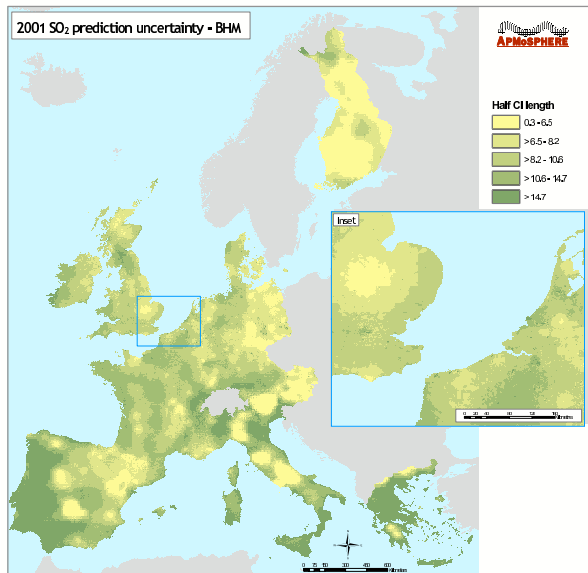 2001 SO₂ prediction uncertainty - BHM
APMoSPHERE
Half CI length
0.3 - 6.5
>6.5 - 8.2
>8.2 - 10.6
>10.6 - 14.7
>14.7
Inset